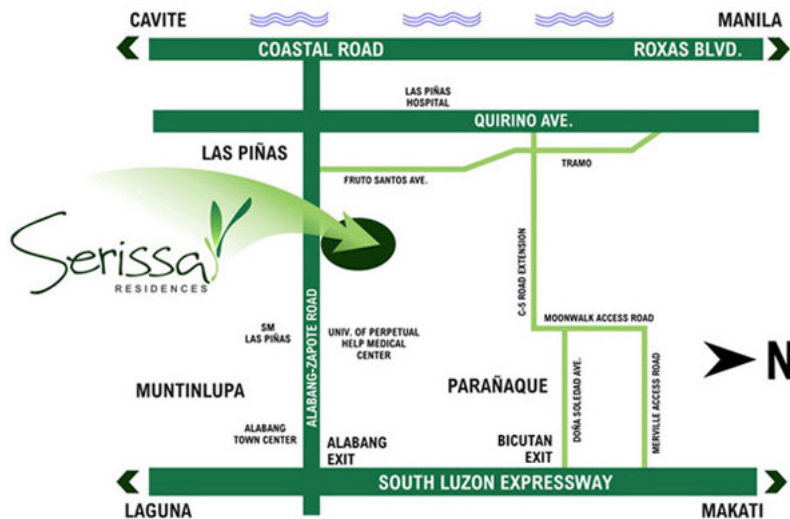 CAVITE
MANILA
COASTAL ROAD
ROXAS BLVD.
LAS PIÑAS
HOSPITAL
QUIRINO AVE.
LAS PIÑAS
FRUTO SANTOS AVE.
TRAMO
Serissa
RESIDENCES
C-5 ROAD EXTENSION
MOONWALK ACCESS ROAD
ALABANG-ZAPOTE ROAD
SM
LAS PIÑAS
UNIV. OF PERPETUAL
HELP MEDICAL
CENTER
N
MUNTINLUPA
PARAÑAQUE
DOÑA SOLEDAD AVE.
MERVILLE ACCESS ROAD
ALABANG
TOWN CENTER
ALABANG
EXIT
BICUTAN
EXIT
SOUTH LUZON EXPRESSWAY
LAGUNA
MAKATI